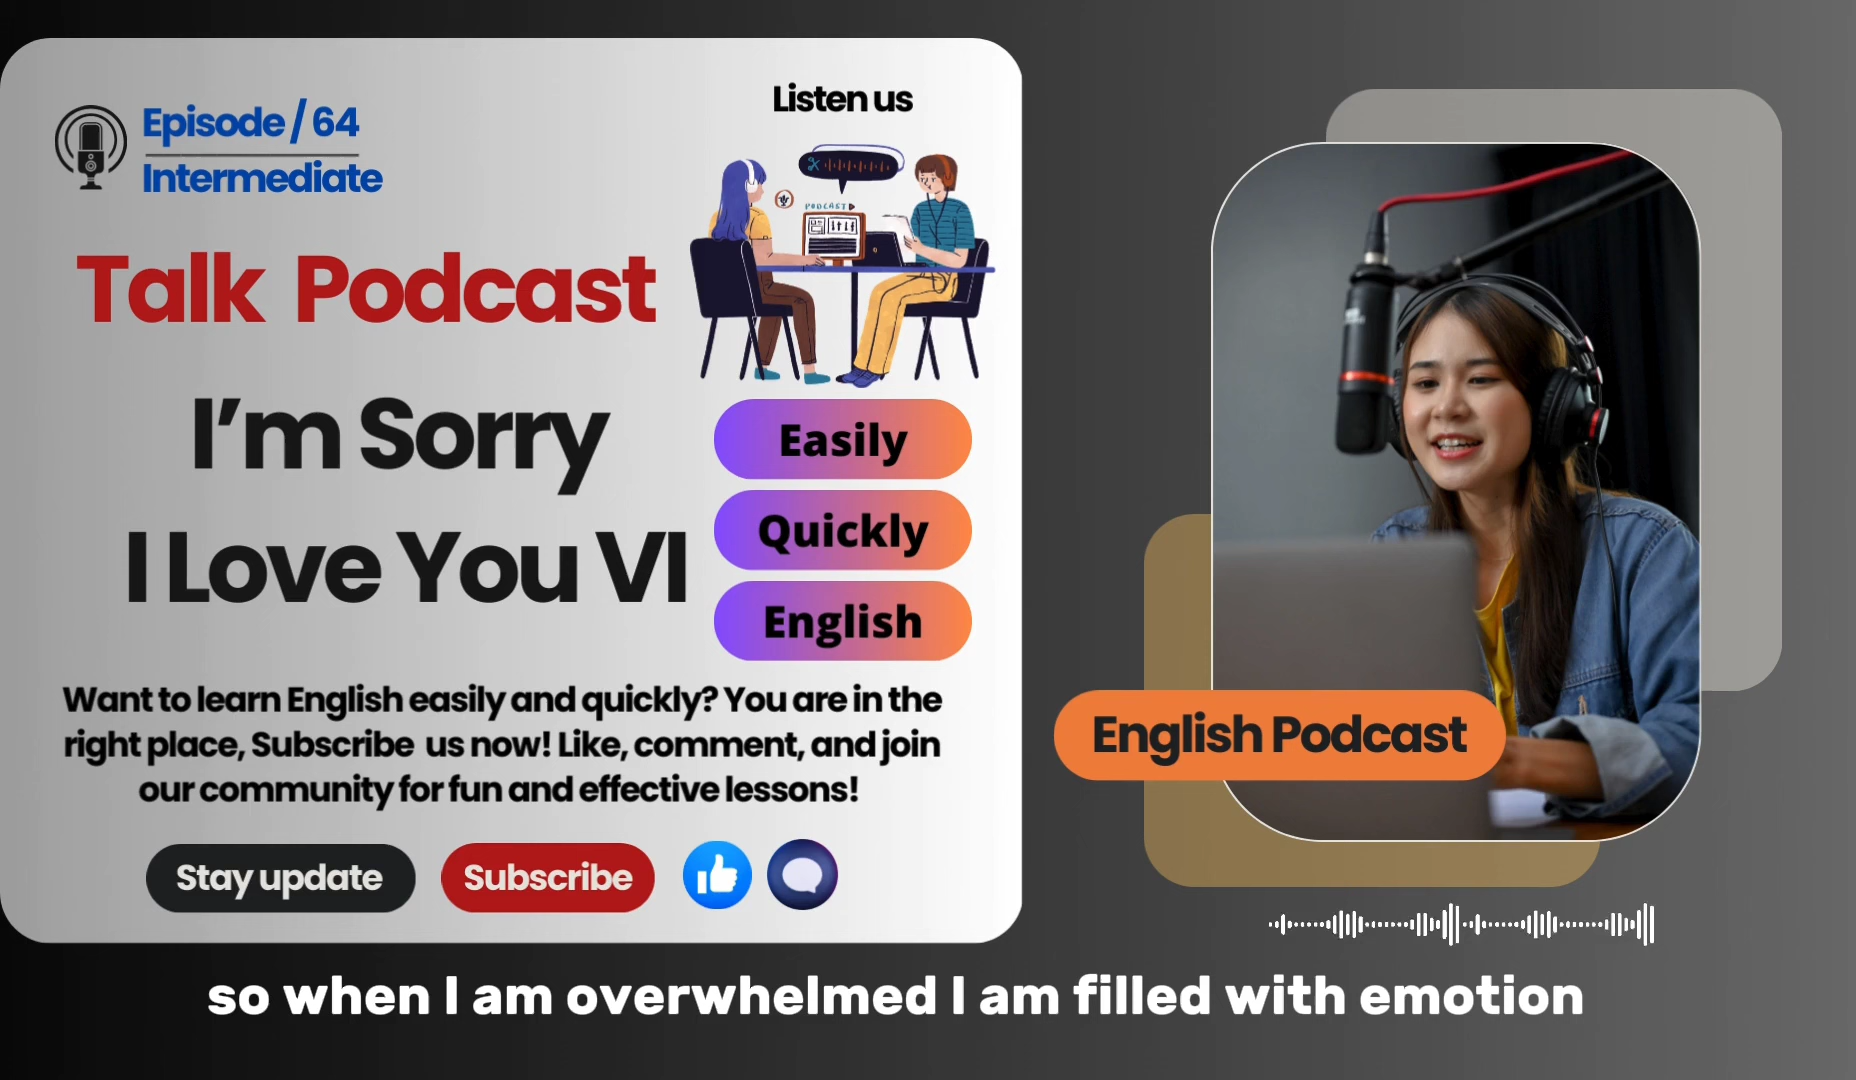 Episode / 64
Intermediate
Listen us
PODCAST
Talk Podcast
I'm Sorry
I Love You VI
Easily
Quickly
English
Want to learn English easily and quickly? You are in the
right place, Subscribe us now! Like, comment, and join
our community for fun and effective lessons!
Stay update
Subscribe
English Podcast
so when I am overwhelmed I am filled with emotion